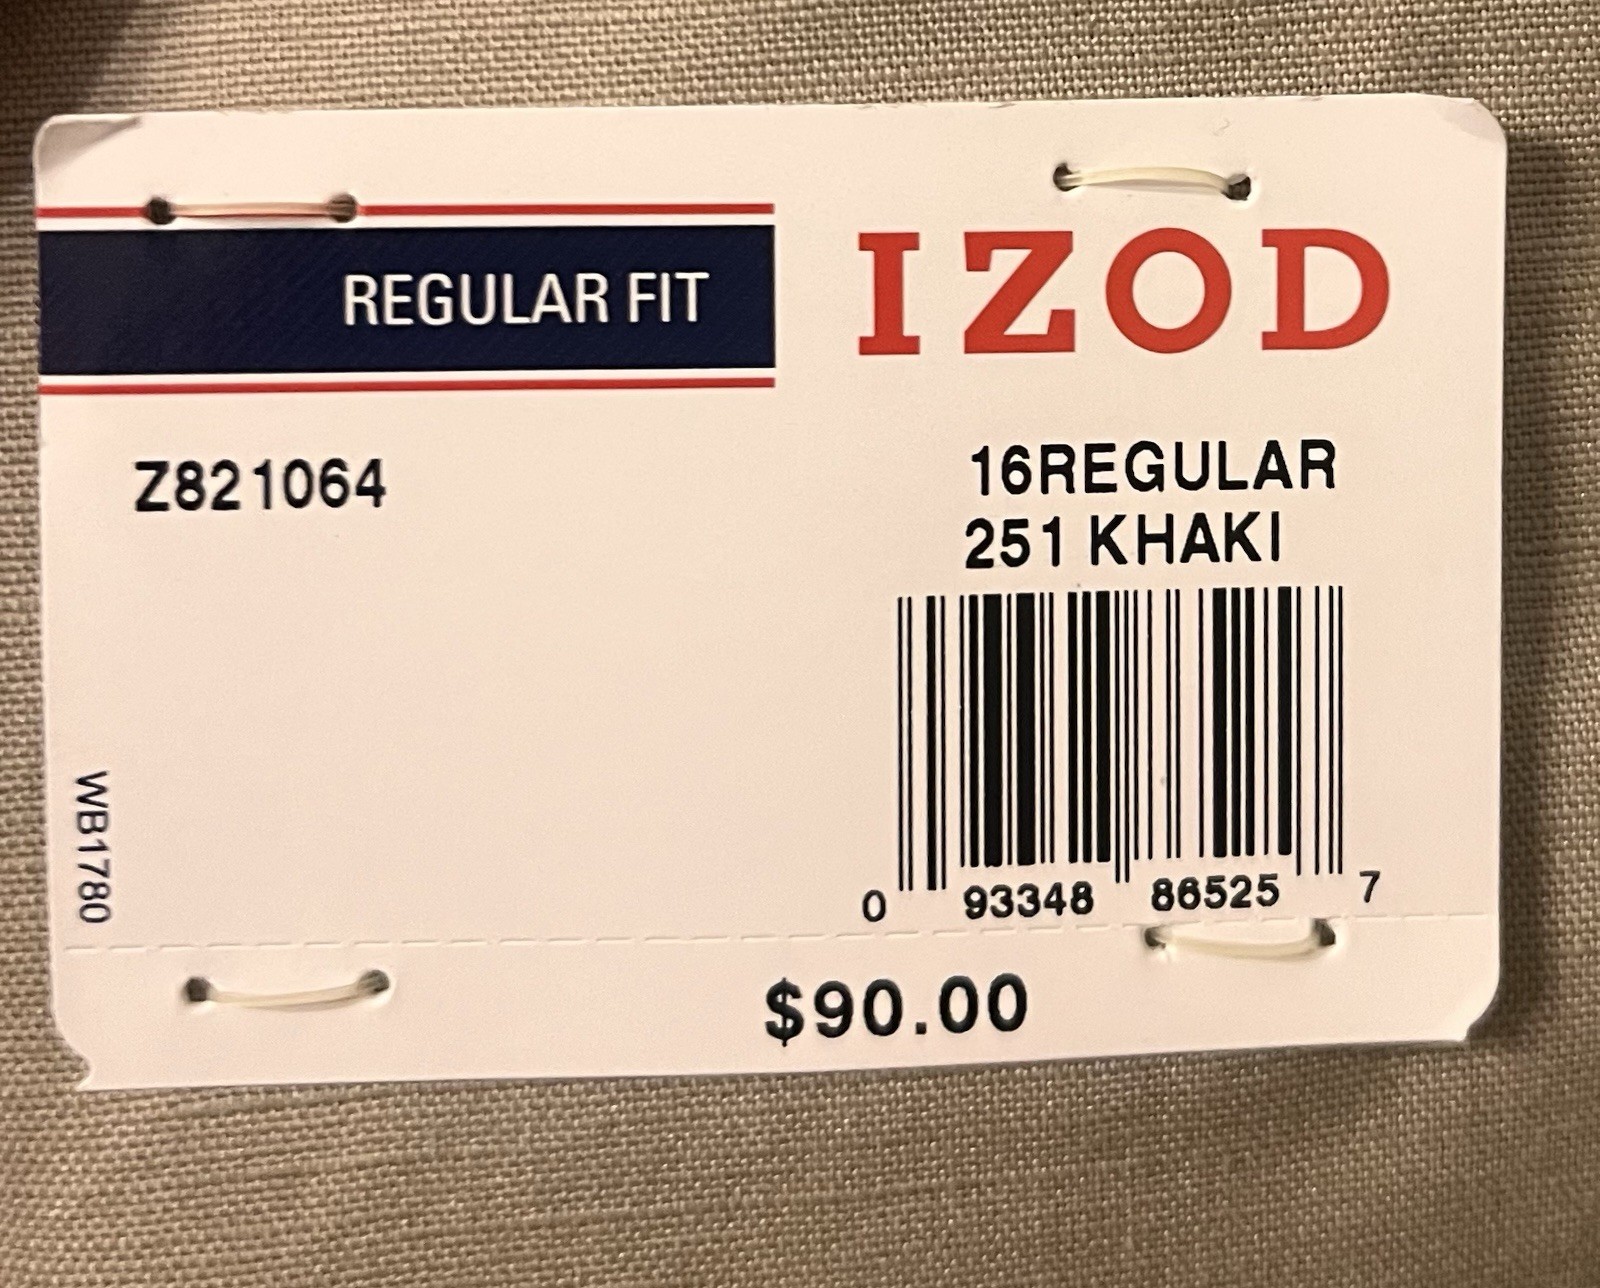 REGULAR FIT
IZOD
Z821064
16REGULAR
251 KHAKI
WB1780
0 93348 86525 7
$90.00